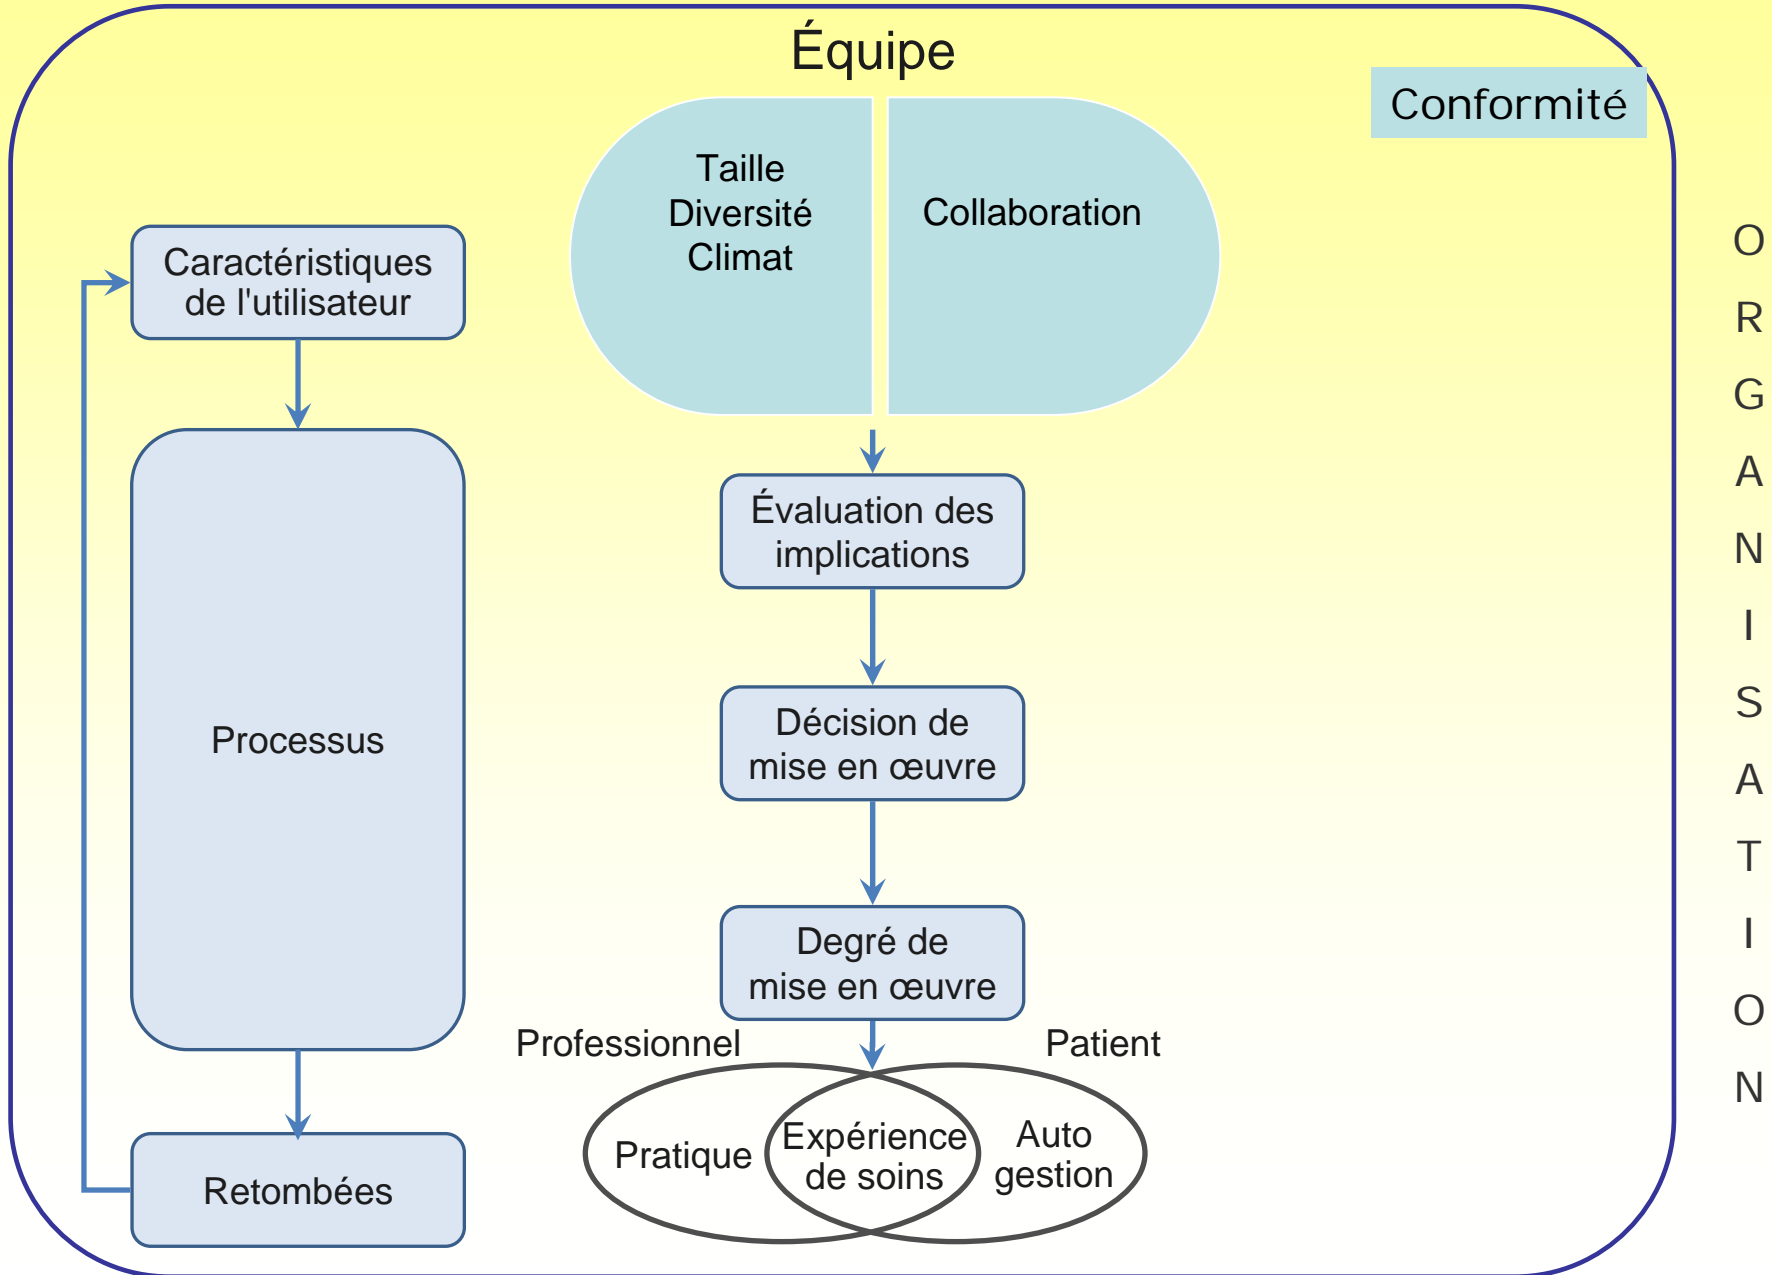 Équipe
Conformité
Taille
Diversité
Climat
Collaboration
Caractéristiques
de l'utilisateur
Processus
Retombées
Évaluation des
implications
Décision de
mise en œuvre
Degré de
mise en œuvre
Professionnel
Patient
Pratique
Expérience
de soins
Auto
gestion
O
R
G
A
N
I
S
A
T
I
O
N